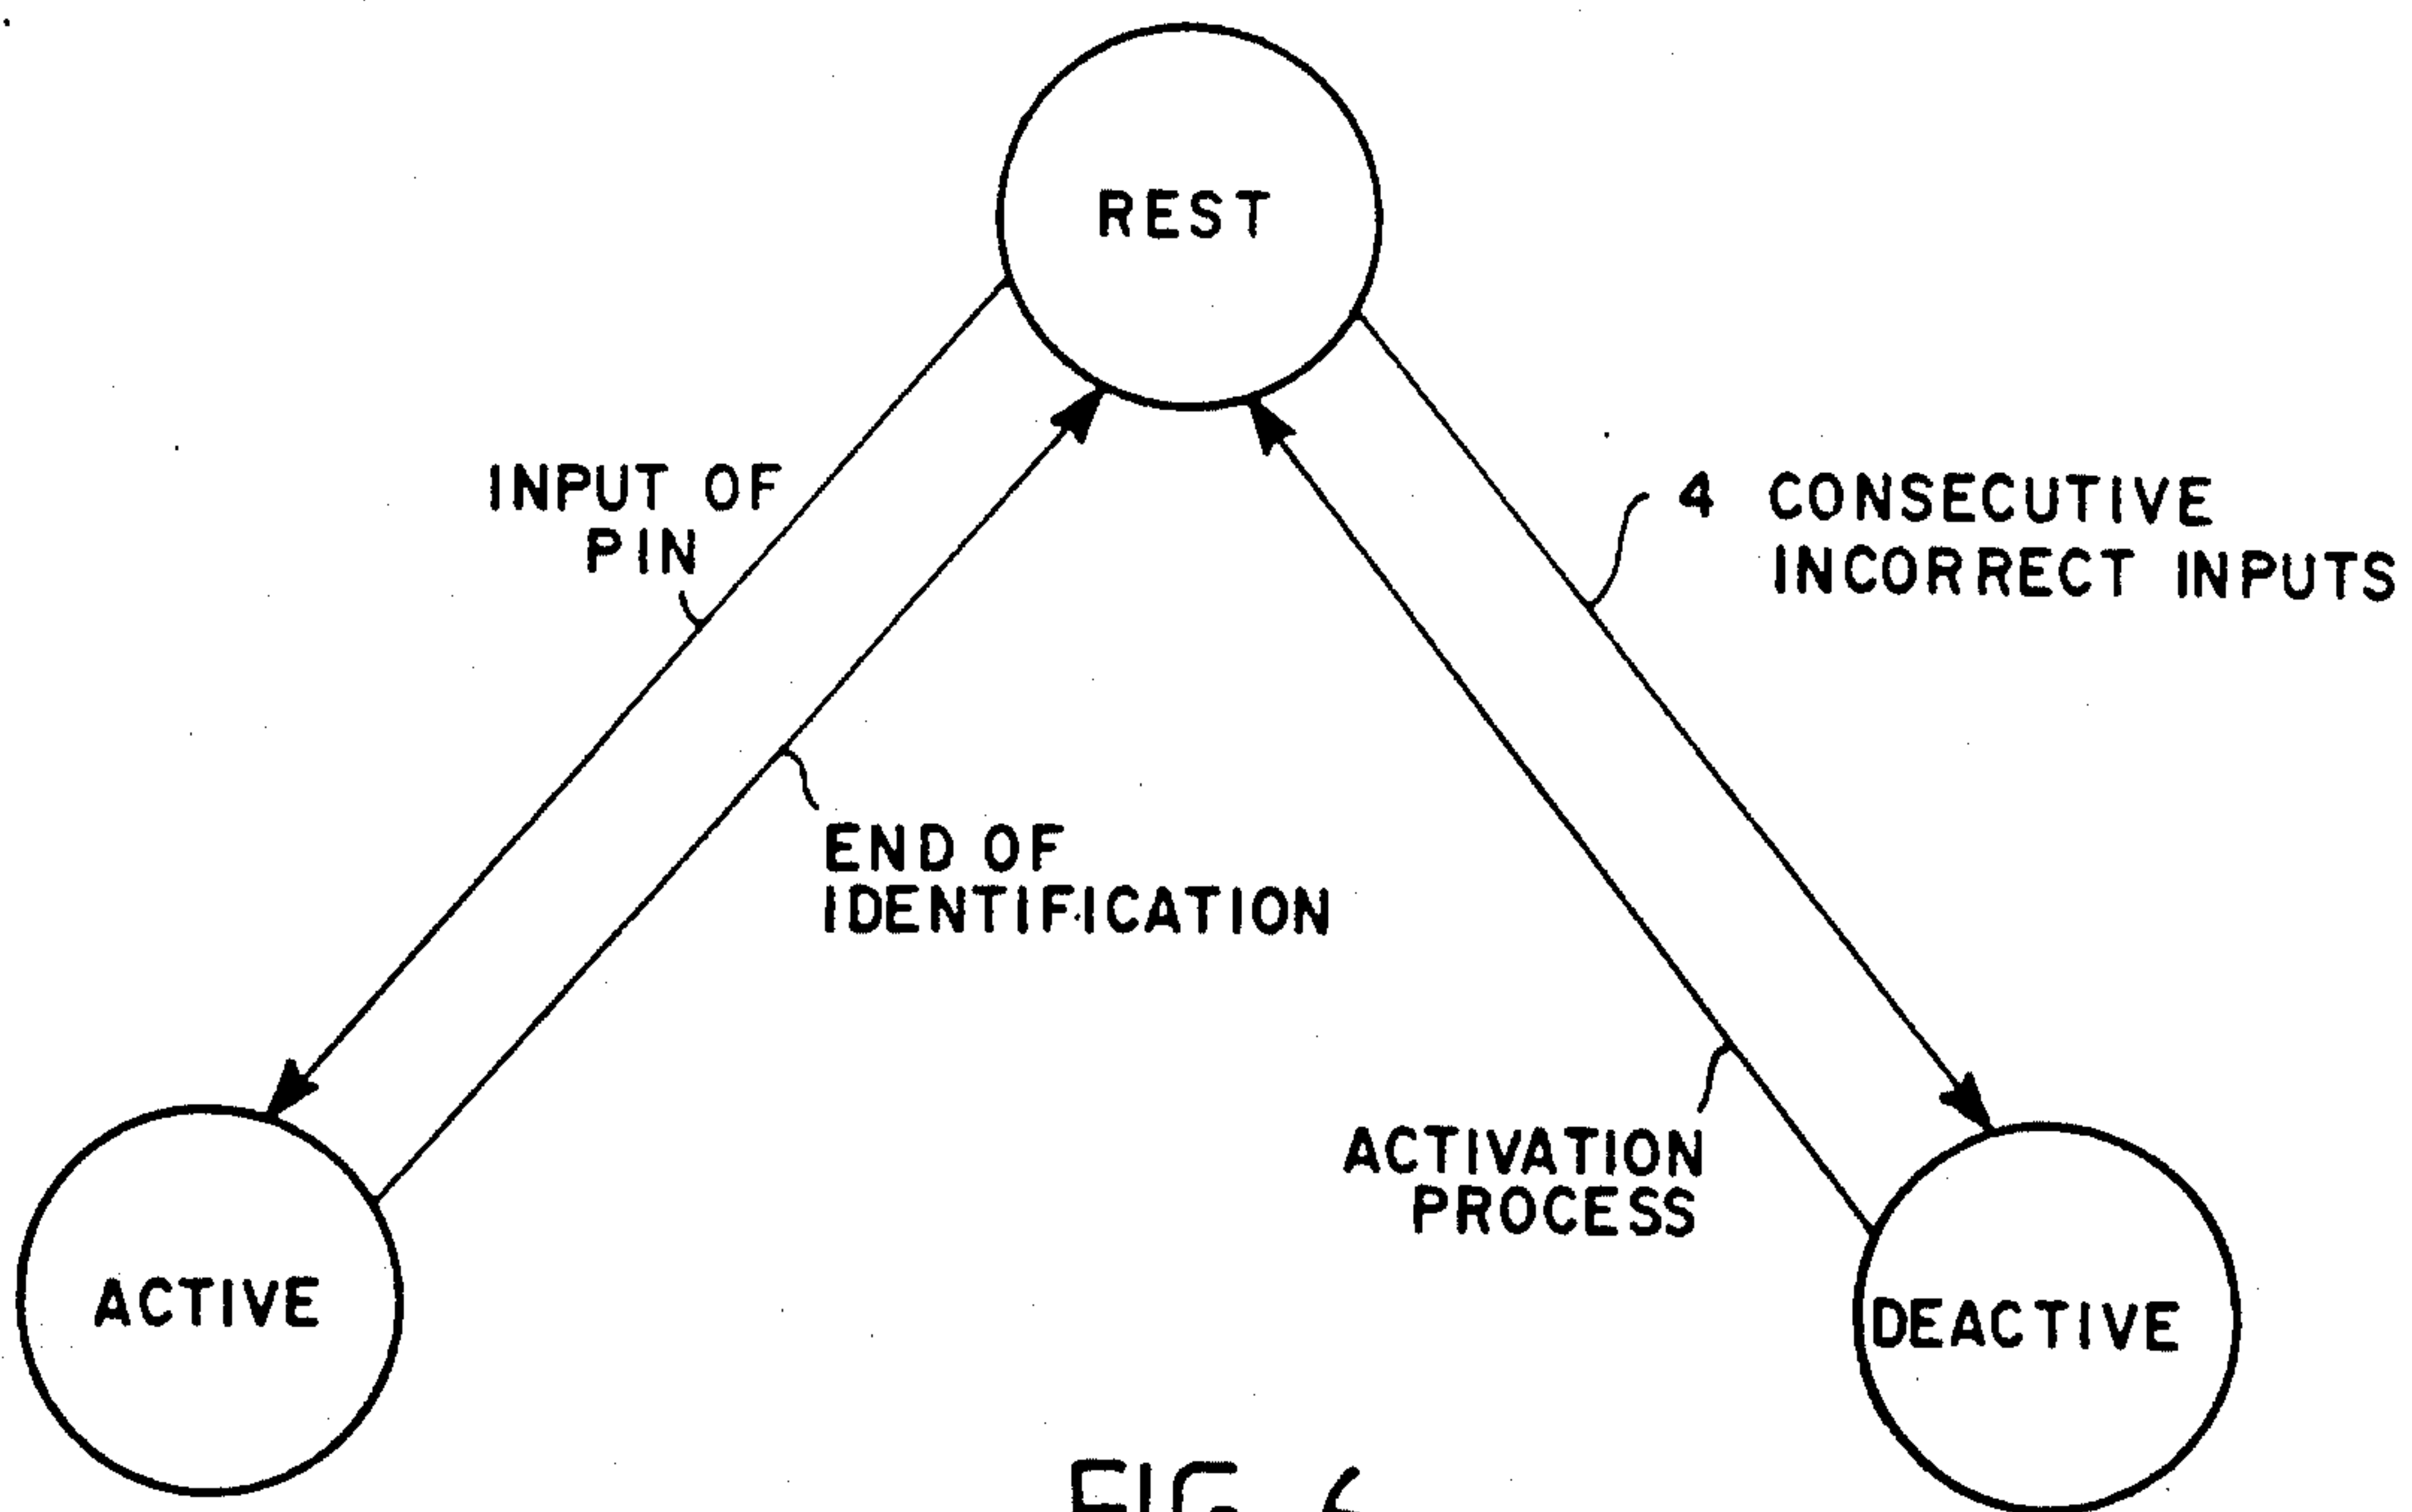 REST
INPUT OF
PIN
4 CONSECUTIVE
INCORRECT INPUTS
END OF
IDENTIFICATION
ACTIVATION
PROCESS
ACTIVE
DEACTIVE
FIG. 6